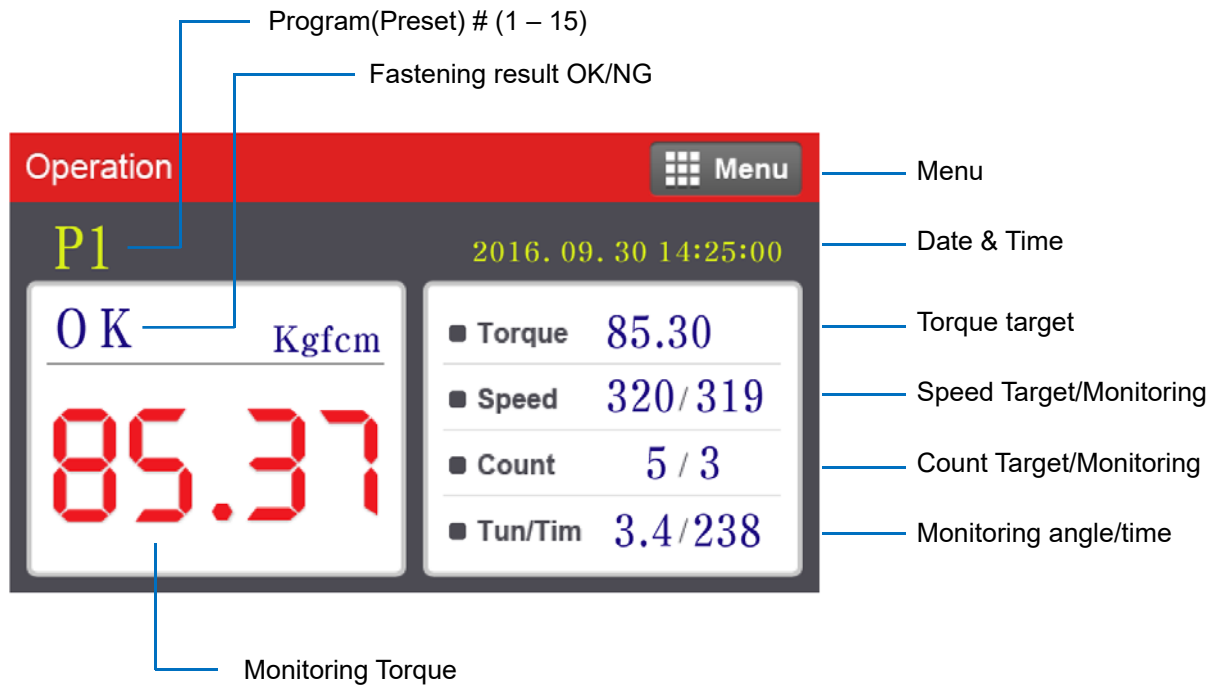 Program(Preset) # (1 – 15)
Fastening result OK/NG
Operation
Menu
Menu
P1
2016. 09. 30 14:25:00
Date & Time
OK
Kgfcm
85.37
Torque 85.30
Torque target
Speed 320/319
Speed Target/Monitoring
Count 5 / 3
Count Target/Monitoring
Tun/Tim 3.4/238
Monitoring angle/time
Monitoring Torque